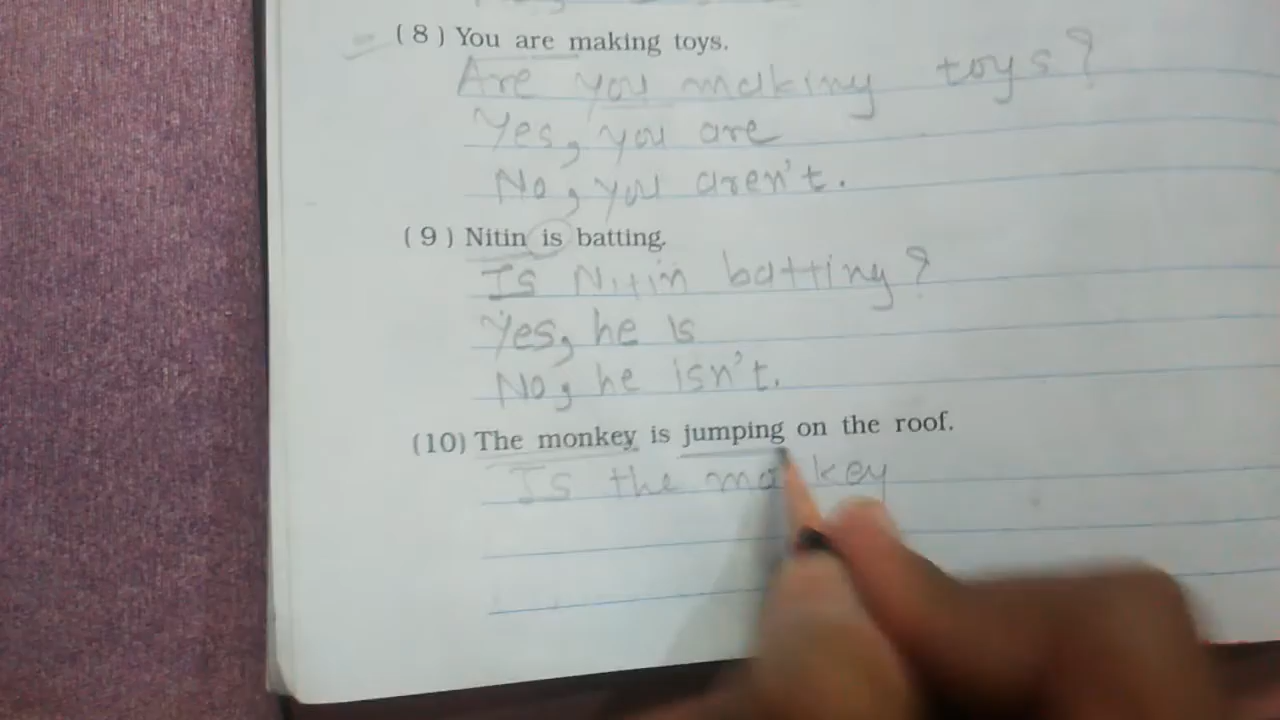 (8) You are making toys.
Are you making toys?
Yes, you are
No, you aren't.
(9) Nitin is batting.
Is Nitin batting?
Yes, he is
No, he isn't.
(10) The monkey is jumping on the roof.
Is the monkey